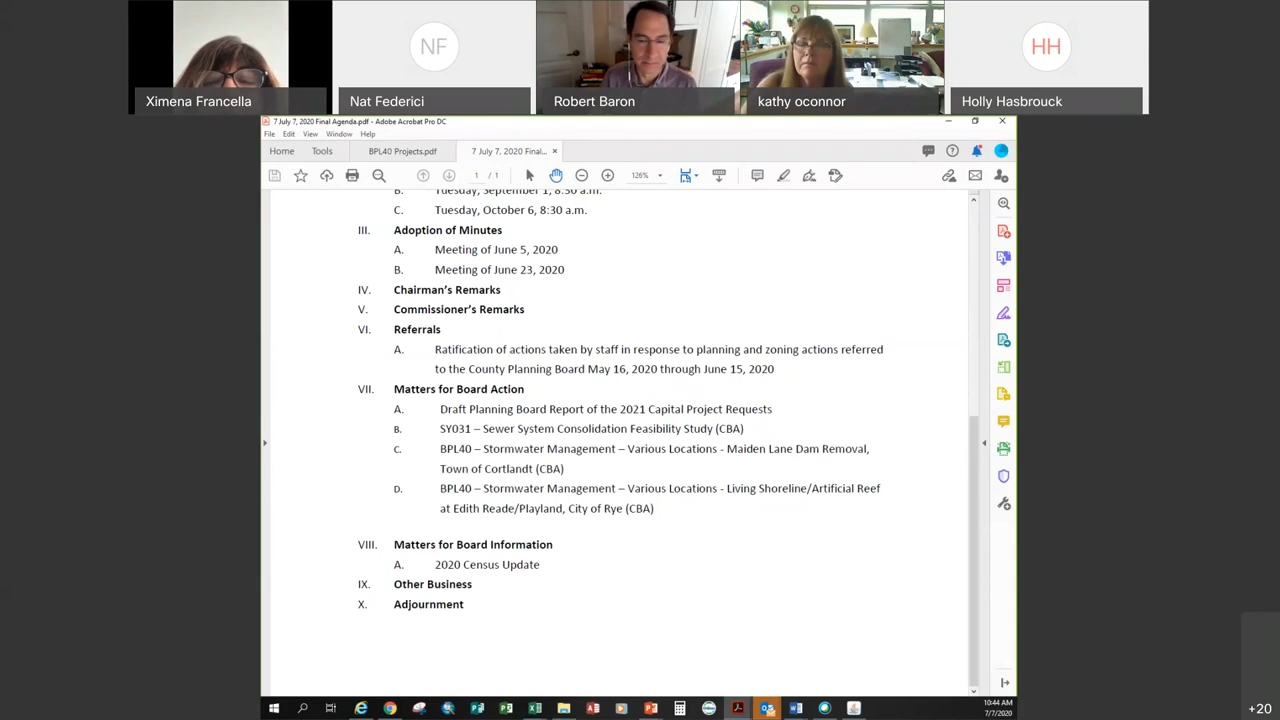 NF
HH
Ximena Francella
Nat Federici
Robert Baron
kathy oconnor
Holly Hasbrouck
7 July 7, 2020 Final Agenda.pdf - Adobe Acrobat Pro DC
File Edit View Window Help
Home Tools BPL40 Projects.pdf 7 July 7, 2020 Final... ×
1 / 1 126%
B. Tuesday, September 1, 8:30 a.m.
C. Tuesday, October 6, 8:30 a.m.
III. Adoption of Minutes
A. Meeting of June 5, 2020
B. Meeting of June 23, 2020
IV. Chairman's Remarks
V. Commissioner's Remarks
VI. Referrals
A. Ratification of actions taken by staff in response to planning and zoning actions referred
to the County Planning Board May 16, 2020 through June 15, 2020
VII. Matters for Board Action
A. Draft Planning Board Report of the 2021 Capital Project Requests
B. SY031 – Sewer System Consolidation Feasibility Study (CBA)
C. BPL40 – Stormwater Management – Various Locations - Maiden Lane Dam Removal,
Town of Cortlandt (CBA)
D. BPL40 – Stormwater Management – Various Locations - Living Shoreline/Artificial Reef
at Edith Reade/Playland, City of Rye (CBA)
VIII. Matters for Board Information
A. 2020 Census Update
IX. Other Business
X. Adjournment
10:44 AM
7/7/2020
+20